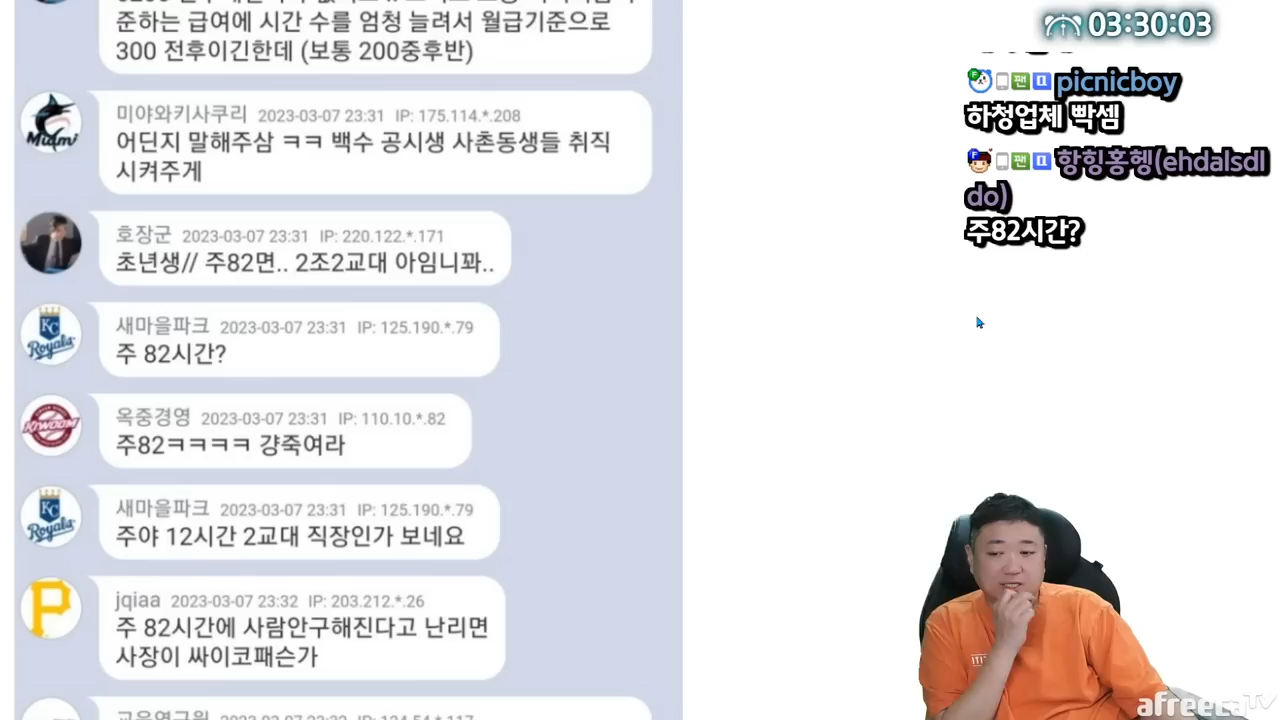 준하는 급여에 시간 수를 엄청 늘려서 월급기준으로
300 전후이긴한데 (보통 200중후반)
미야와키사쿠리 2023-03-07 23:31 IP: 175.114.*.208
어딘지 말해주삼 ㅋㅋ 백수 공시생 사촌동생들 취직
시켜주게
호장군 2023-03-07 23:31 IP: 220.122.*.171
초년생// 주82면.. 2조2교대 아임니꽈..
새마을파크 2023-03-07 23:31 IP: 125.190.*.79
주 82시간?
옥중경영 2023-03-07 23:31 IP: 110.10.*.82
주82ㅋㅋㅋㅋ 걍죽여라
새마을파크 2023-03-07 23:31 IP: 125.190.*.79
주야 12시간 2교대 직장인가 보네요
jqiaa 2023-03-07 23:32 IP: 203.212.*.26
주 82시간에 사람안구해진다고 난리면
사장이 싸이코패슨가
Miami
Royals
KIWOOM
Royals
P
03:30:03
picnicboy
하청업체 빡셈
항힝홍헹(ehdalsdl
do)
주82시간?
afreecaTV